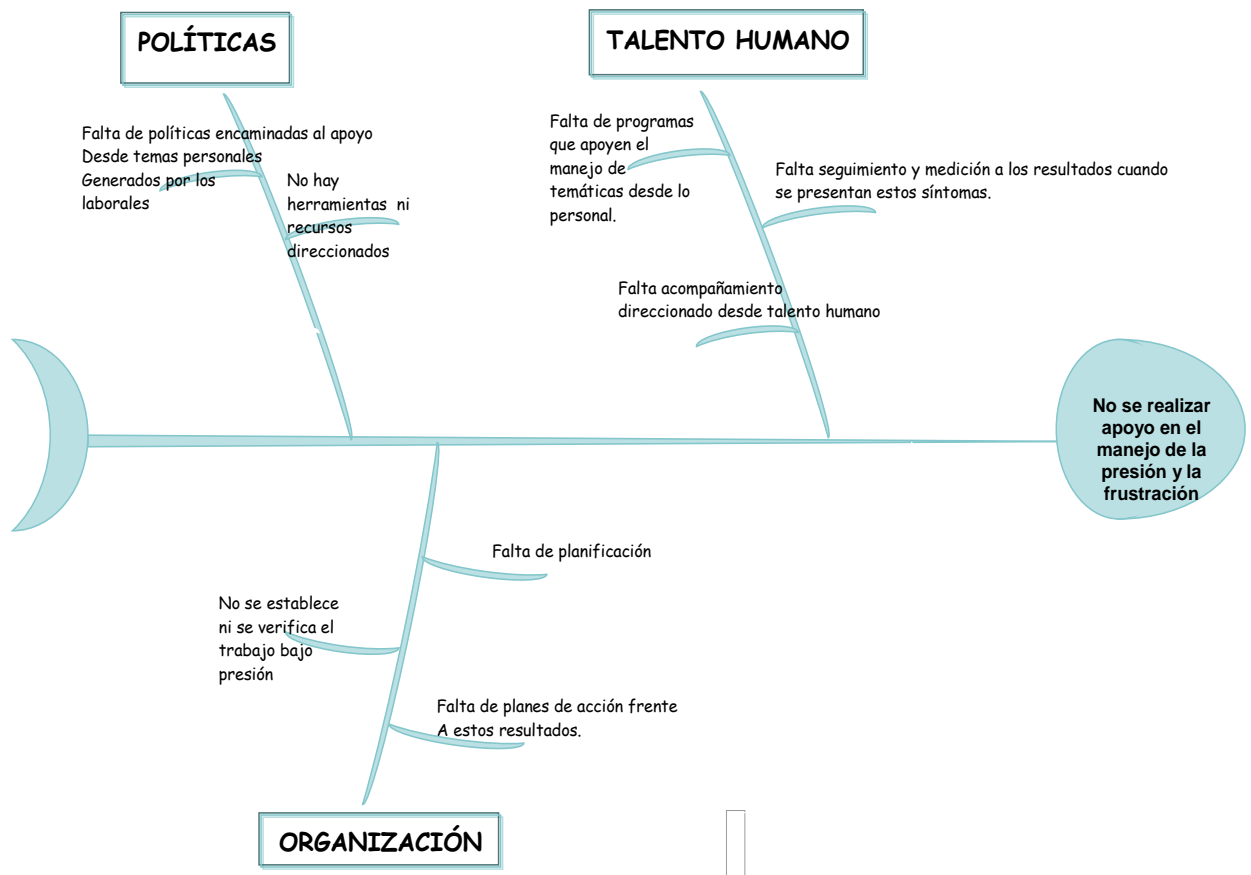 POLÍTICAS
TALENTO HUMANO
Falta de políticas encaminadas al apoyo
Desde temas personales
Generados por los
laborales
No hay
herramientas ni
recursos
direccionados
Falta de programas
que apoyen el
manejo de
temáticas desde lo
personal.
Falta seguimiento y medición a los resultados cuando
se presentan estos síntomas.
Falta acompañamiento
direccionado desde talento humano
No se realizar
apoyo en el
manejo de la
presión y la
frustración
Falta de planificación
No se establece
ni se verifica el
trabajo bajo
presión
Falta de planes de acción frente
A estos resultados.
ORGANIZACIÓN